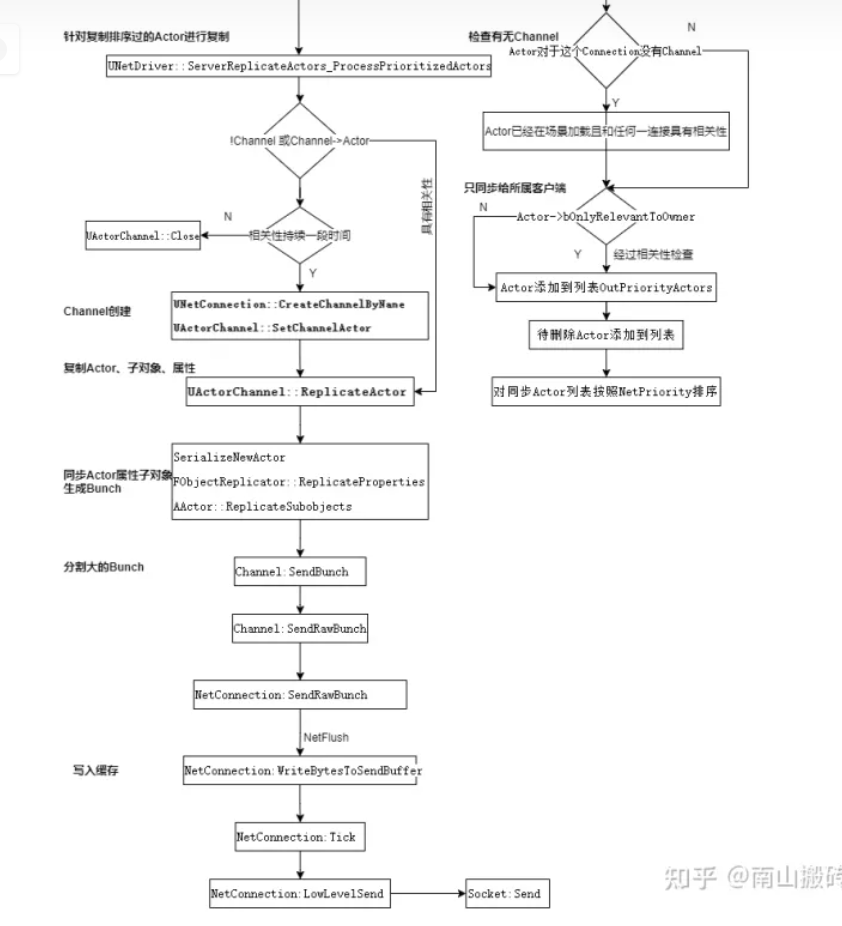 针对复制排序过的Actor进行复制
UNetDriver::ServerReplicateActors_ProcessPrioritizedActors
!Channel 或Channel->Actor
具有相关性
N
UActorChannel::Close
相关性持续一段时间
Y
Channel创建
UNetConnection::CreateChannelByName
UActorChannel::SetChannelActor
复制Actor、子对象、属性
UActorChannel::ReplicateActor
同步Actor属性子对象
生成Bunch
SerializeNewActor
FObjectReplicator::ReplicateProperties
AActor::ReplicateSubobjects
分割大的Bunch
Channel:SendBunch
Channel:SendRawBunch
NetConnection:SendRawBunch
NetFlush
写入缓存
NetConnection:WriteBytesToSendBuffer
NetConnection:Tick
NetConnection:LowLevelSend
Socket:Send
检查有无Channel
N
Actor对于这个Connection没有Channel
Y
Actor已经在场景加载且和任何一连接具有相关性
只同步给所属客户端
N
Actor->bOnlyRelevantToOwner
Y
经过相关性检查
Actor添加到列表OutPriorityActors
待删除Actor添加到列表
对同步Actor列表按照NetPriority排序
知乎 @南山搬砖